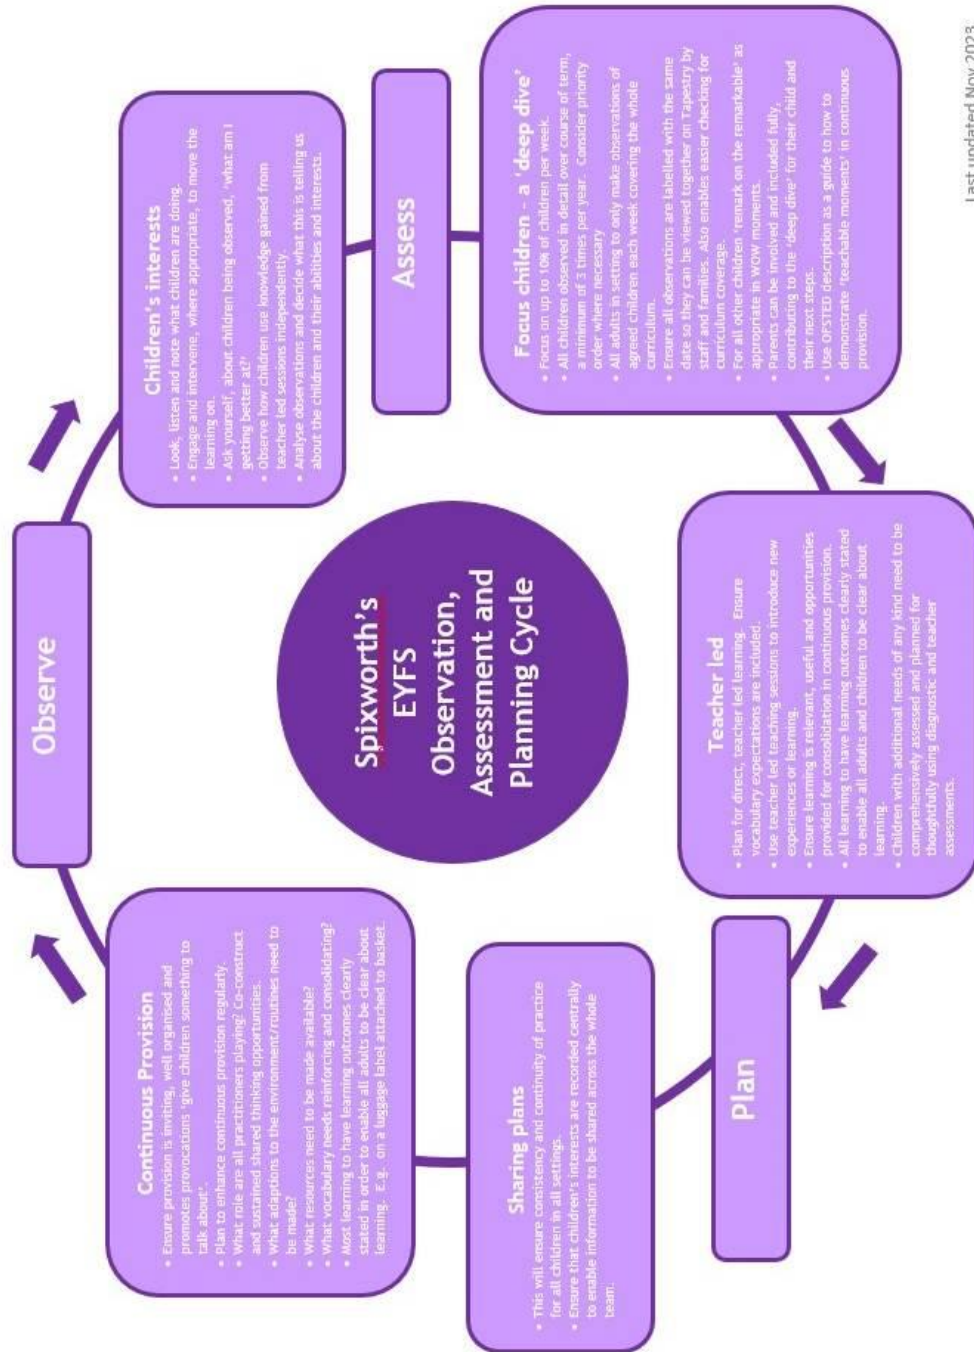 Observe
Children's interests
• Look, listen and note what children are doing.
• Engage and intervene, where appropriate, to move the
learning on.
• Ask yourself, about children being observed, 'what am I
getting better at?'
• Observe how children use knowledge gained from
teacher led sessions independently.
• Analyse observations and decide what this is telling us
about the children and their abilities and interests.
Assess
Focus children - a 'deep dive'
• Focus on up to 10% of children per week.
• All children observed in detail over course of term,
a minimum of 3 times per year. Consider priority
order where necessary
• All adults in setting to only make observations of
agreed children each week covering the whole
curriculum.
• Ensure all observations are labelled with the same
date so they can be viewed together on Tapestry by
staff and families. Also enables easier checking for
curriculum coverage.
• For all other children 'remark on the remarkable' as
appropriate in WOW moments.
• Parents can be involved and included fully,
contributing to the 'deep dive' for their child and
their next steps.
• Use OFSTED description as a guide to how to
demonstrate 'teachable moments' in continuous
provision.
Teacher led
• Plan for direct, teacher led learning. Ensure
vocabulary expectations are included.
• Use teacher led teaching sessions to introduce new
experiences or learning.
• Ensure learning is relevant, useful and opportunities
provided for consolidation in continuous provision.
• All learning to have learning outcomes clearly stated
to enable all adults and children to be clear about
learning.
• Children with additional needs of any kind need to be
comprehensively assessed and planned for
thoughtfully using diagnostic and teacher
assessments.
Plan
Sharing plans
• This will ensure consistency and continuity of practice
for all children in all settings.
• Ensure that children's interests are recorded centrally
to enable information to be shared across the whole
team.
Continuous Provision
• Ensure provision is inviting, well organised and
promotes provocations 'give children something to
talk about'.
• Plan to enhance continuous provision regularly.
• What role are all practitioners playing? Co-construct
and sustained shared thinking opportunities.
• What adaptions to the environment/routines need to
be made?
• What resources need to be made available?
• What vocabulary needs reinforcing and consolidating?
• Most learning to have learning outcomes clearly
stated in order to enable all adults to be clear about
learning. E.g. on a luggage label attached to basket.
Spixworth's
EYFS
Observation,
Assessment and
Planning Cycle
Last updated Nov 2023